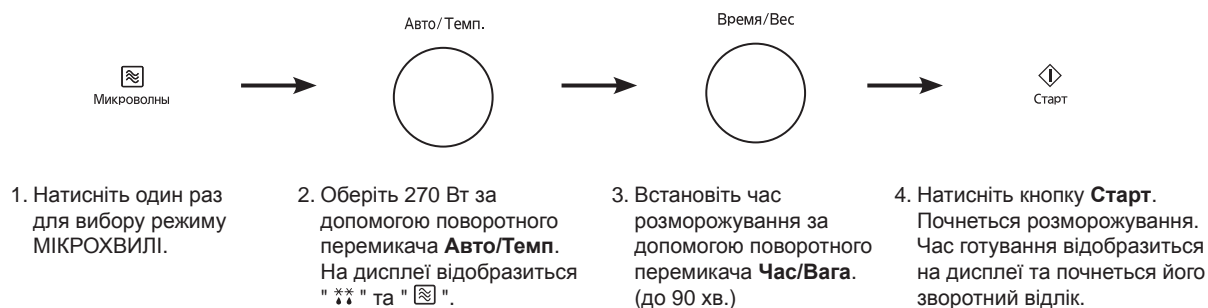 Авто/Темп.
Время/Вес
Микроволны
Старт
1. Натисніть один раз
для вибору режиму
МІКРОХВИЛІ.
2. Оберіть 270 Вт за
допомогою поворотного
перемикача Авто/Темп.
На дисплеї відобразиться
" " та " ".
3. Встановіть час
розморожування за
допомогою поворотного
перемикача Час/Вага.
(до 90 хв.)
4. Натисніть кнопку Старт.
Почнеться розморожування.
Час готування відобразиться
на дисплеї та почнеться його
зворотний відлік.